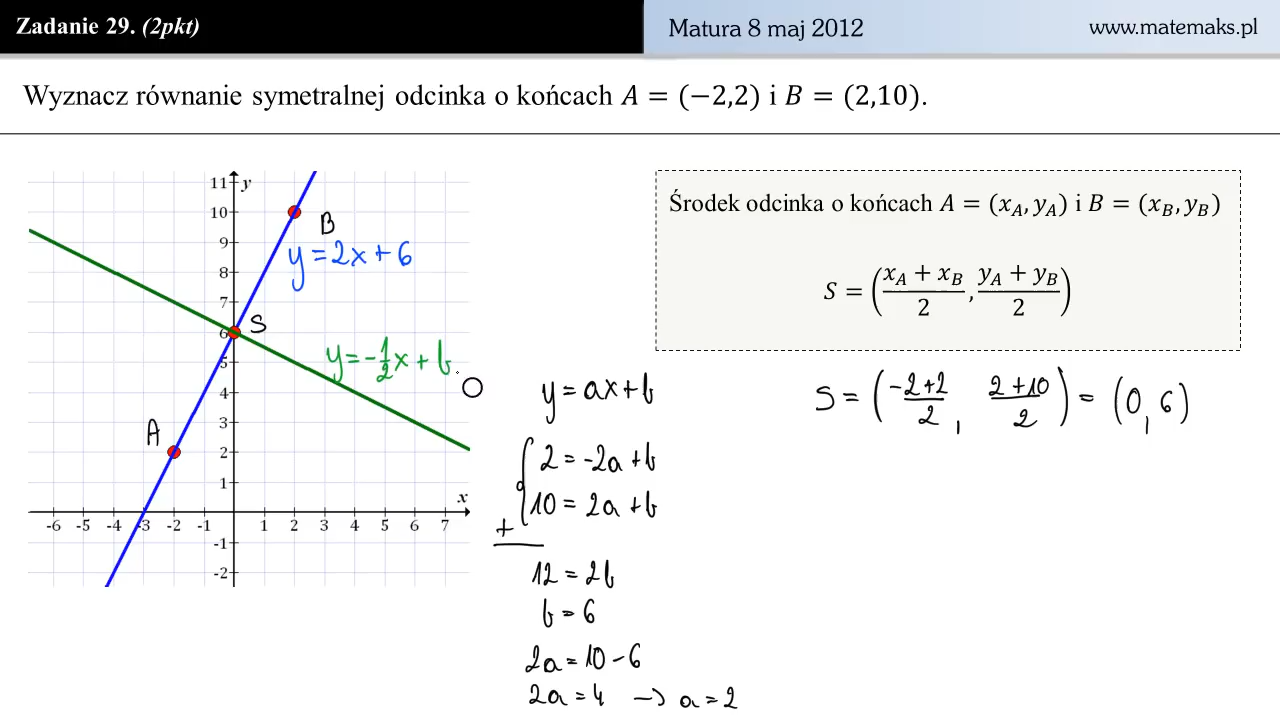 Zadanie 29. (2pkt)
Matura 8 maj 2012
www.matemaks.pl
Wyznacz równanie symetralnej odcinka o końcach A = (−2,2) i B = (2,10).
11 y
10
9
8
7
6
5
4
3
2
1
-1
-2
-6 -5 -4 -3 -2 -1 1 2 3 4 5 6 7
x
B
y = 2x + 6
S
y = -1/2 x + b
A
Środek odcinka o końcach A = (x_A, y_A) i B = (x_B, y_B)
S = ((x_A + x_B)/2, (y_A + y_B)/2)
S = ((-2+2)/2, (2+10)/2) = (0, 6)
y = ax + b
2 = -2a + b
10 = 2a + b
+
12 = 2b
b = 6
2a = 10 - 6
2a = 4 → a = 2